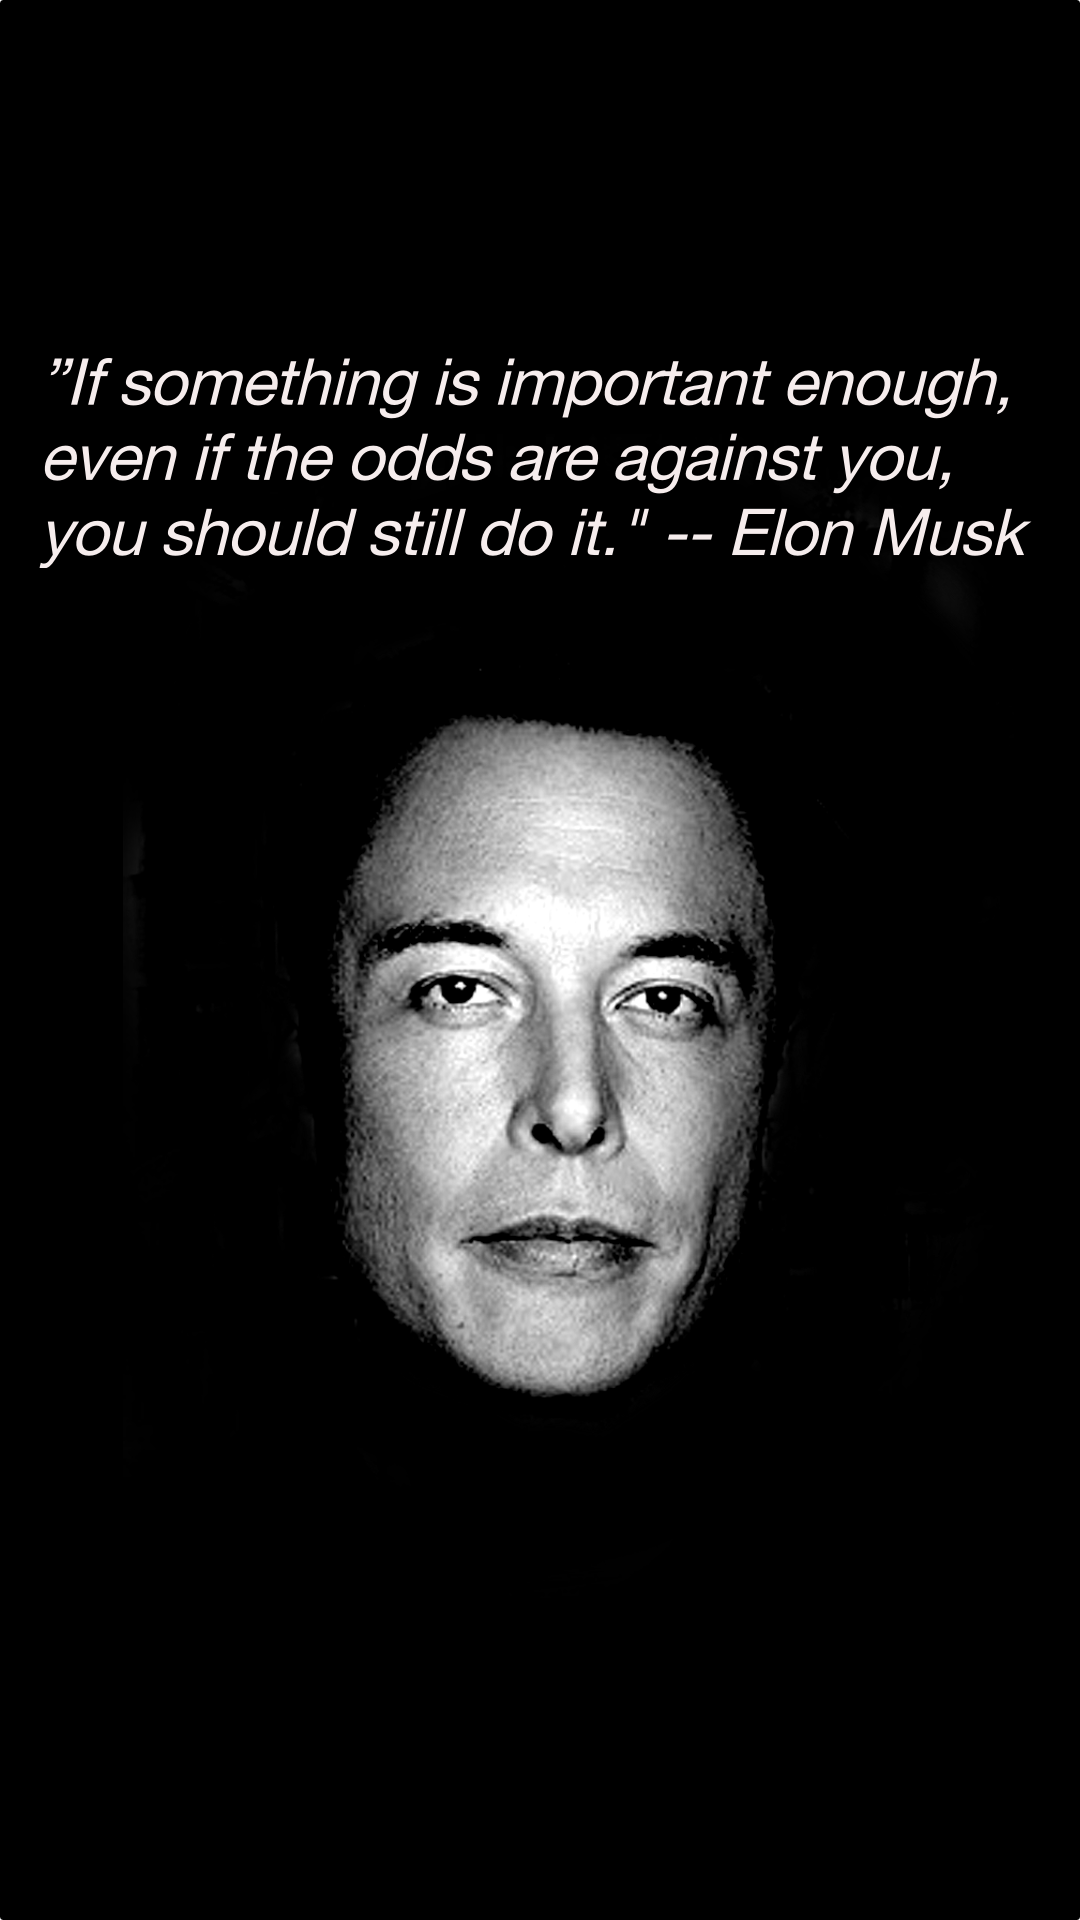 ”If something is important enough,
even if the odds are against you,
you should still do it." -- Elon Musk